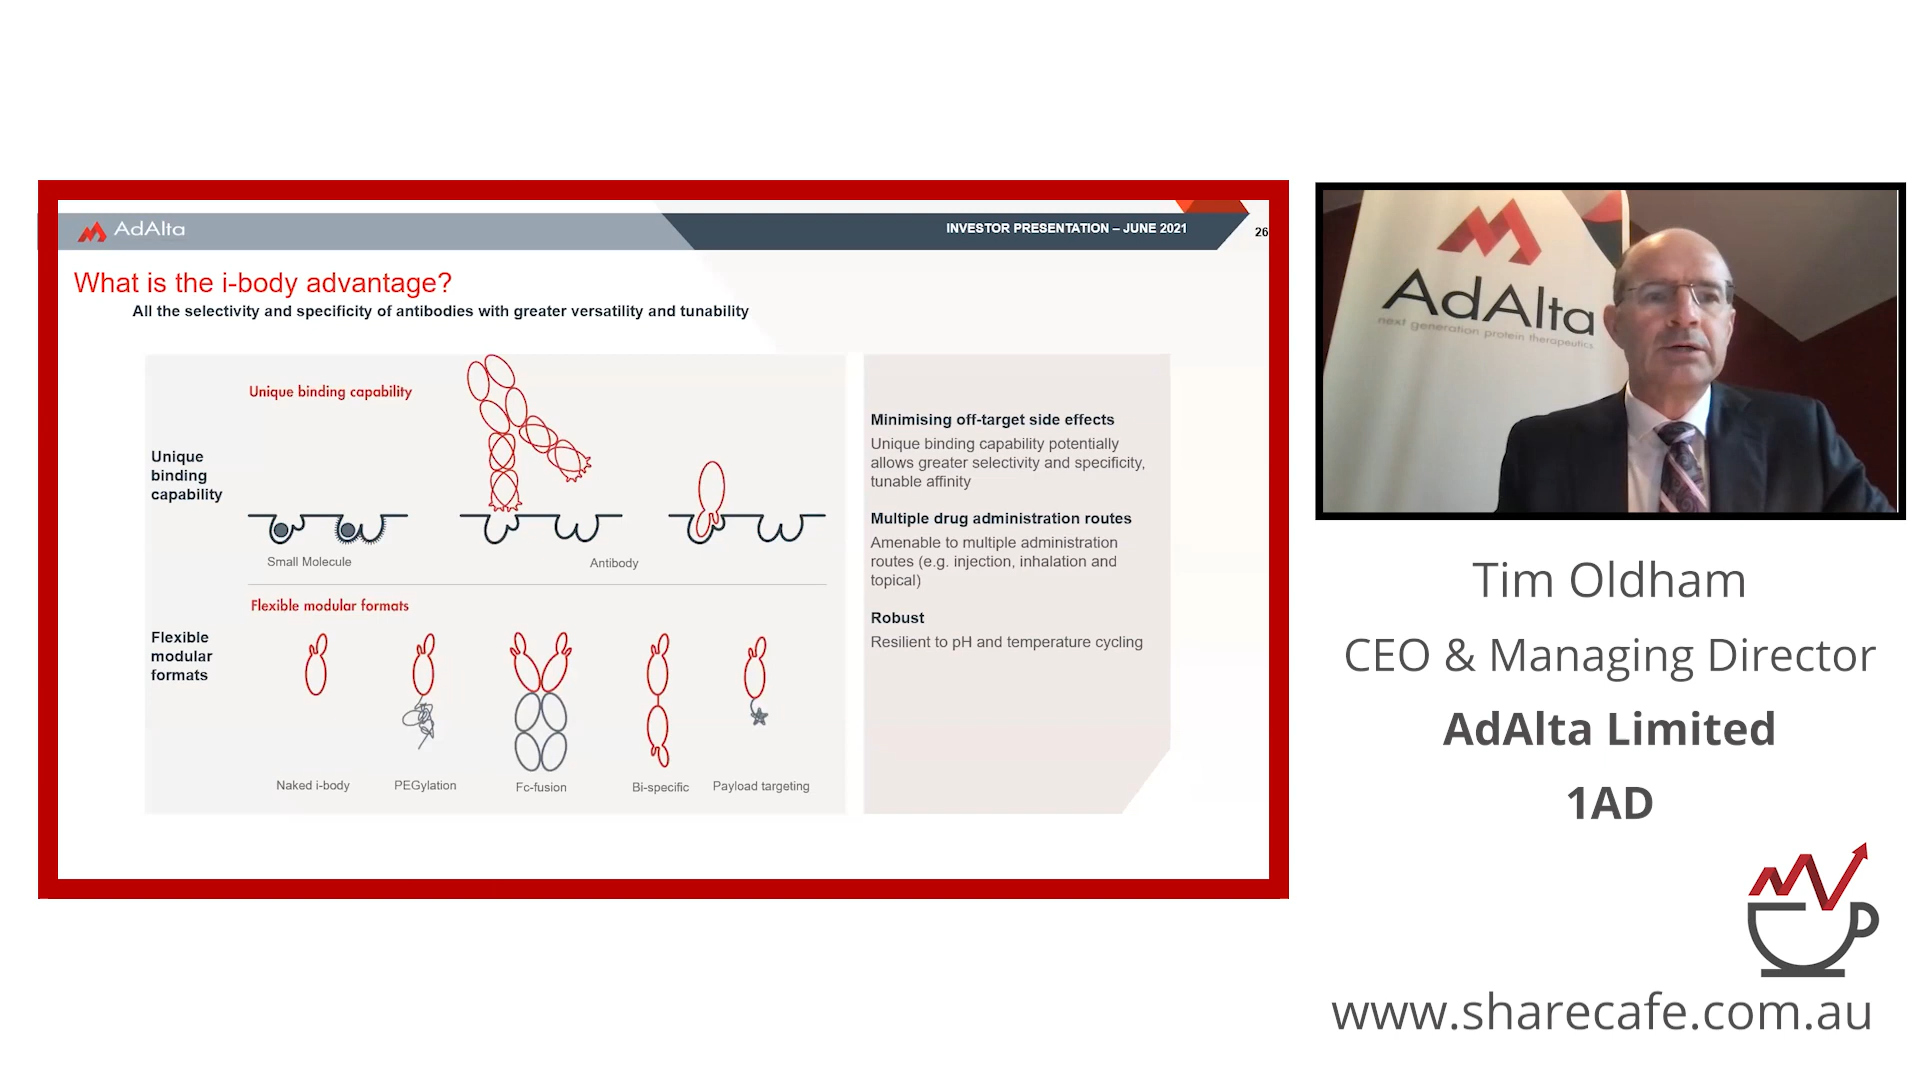 AdAlta
INVESTOR PRESENTATION – JUNE 2021
26
What is the i-body advantage?
All the selectivity and specificity of antibodies with greater versatility and tunability
Unique binding capability
Unique
binding
capability
Small Molecule
Antibody
Flexible modular formats
Flexible
modular
formats
Naked i-body
PEGylation
Fc-fusion
Bi-specific
Payload targeting
Minimising off-target side effects
Unique binding capability potentially
allows greater selectivity and specificity,
tunable affinity
Multiple drug administration routes
Amenable to multiple administration
routes (e.g. injection, inhalation and
topical)
Robust
Resilient to pH and temperature cycling
AdAlta
next generation protein therapeutics
Tim Oldham
CEO & Managing Director
AdAlta Limited
1AD
www.sharecafe.com.au